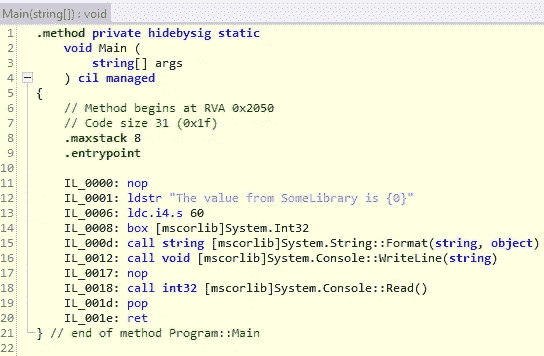 Main(string[]) : void
1 .method private hidebysig static
2 void Main (
3 string[] args
4 ) cil managed
5 {
6 // Method begins at RVA 0x2050
7 // Code size 31 (0x1f)
8 .maxstack 8
9 .entrypoint
10
11 IL_0000: nop
12 IL_0001: ldstr "The value from SomeLibrary is {0}"
13 IL_0006: ldc.i4.s 60
14 IL_0008: box [mscorlib]System.Int32
15 IL_000d: call string [mscorlib]System.String::Format(string, object)
16 IL_0012: call void [mscorlib]System.Console::WriteLine(string)
17 IL_0017: nop
18 IL_0018: call int32 [mscorlib]System.Console::Read()
19 IL_001d: pop
20 IL_001e: ret
21 } // end of method Program::Main
22